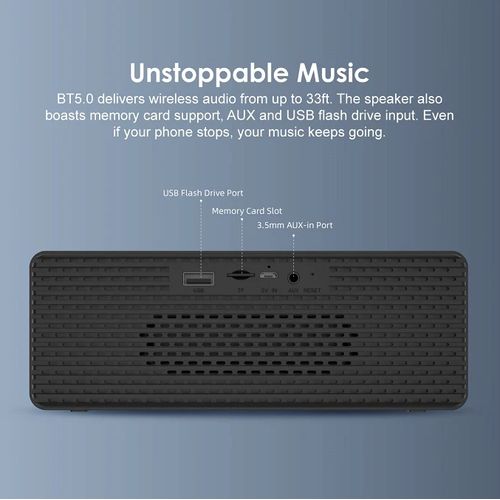 Unstoppable Music
BT5.0 delivers wireless audio from up to 33ft. The speaker also
boasts memory card support, AUX and USB flash drive input. Even
if your phone stops, your music keeps going.
USB Flash Drive Port
Memory Card Slot
3.5mm AUX-in Port
USB TF 5V IN AUX RESET